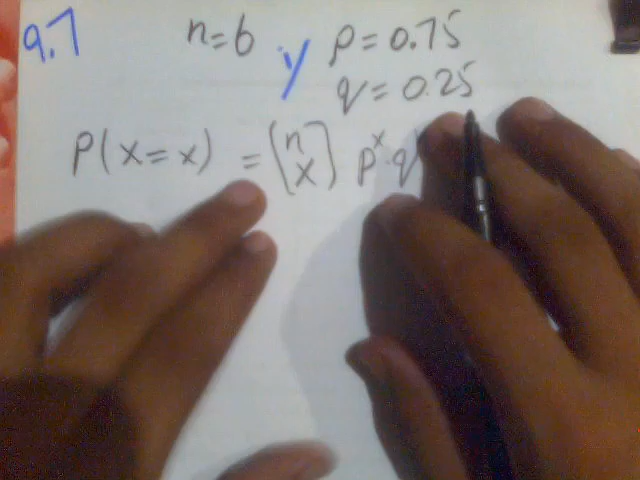 9.7 n=6 y p=0.75
q=0.25
P(x=x) = (n x) p^x.q